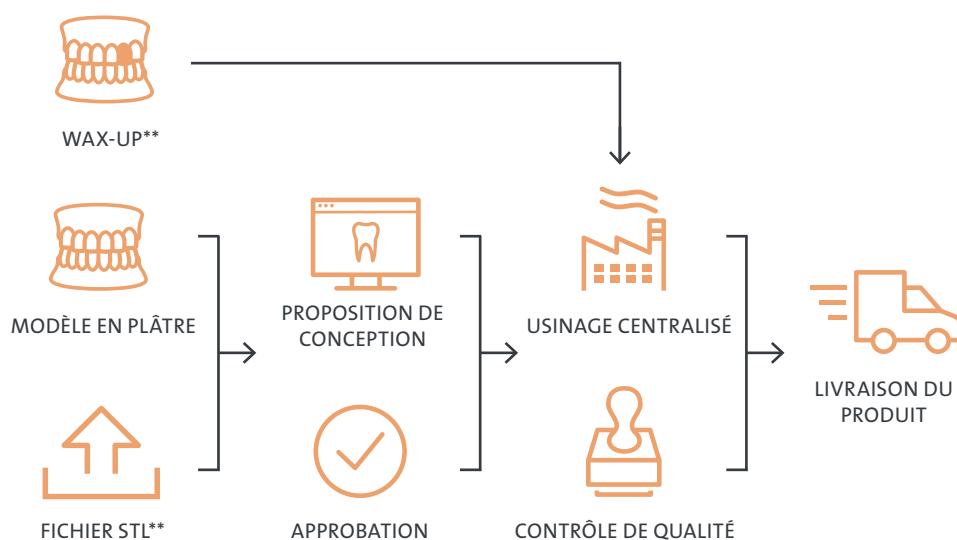 WAX-UP**
MODÈLE EN PLÂTRE
PROPOSITION DE
CONCEPTION
USINAGE CENTRALISÉ
LIVRAISON DU
PRODUIT
FICHIER STL**
APPROBATION
CONTRÔLE DE QUALITÉ